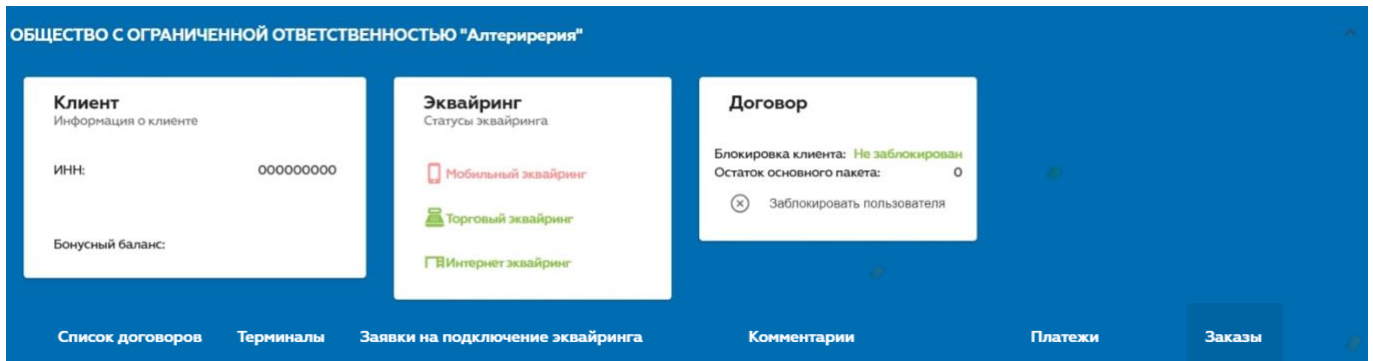 ОБЩЕСТВО С ОГРАНИЧЕННОЙ ОТВЕТСТВЕННОСТЬЮ "Алтерирерия"
Клиент
Информация о клиенте
ИНН: 000000000
Бонусный баланс:
Эквайринг
Статусы эквайринга
Мобильный эквайринг
Торговый эквайринг
Интернет эквайринг
Договор
Блокировка клиента: Не заблокирован
Остаток основного пакета: 0
Заблокировать пользователя
Список договоров Терминалы Заявки на подключение эквайринга Комментарии Платежи Заказы